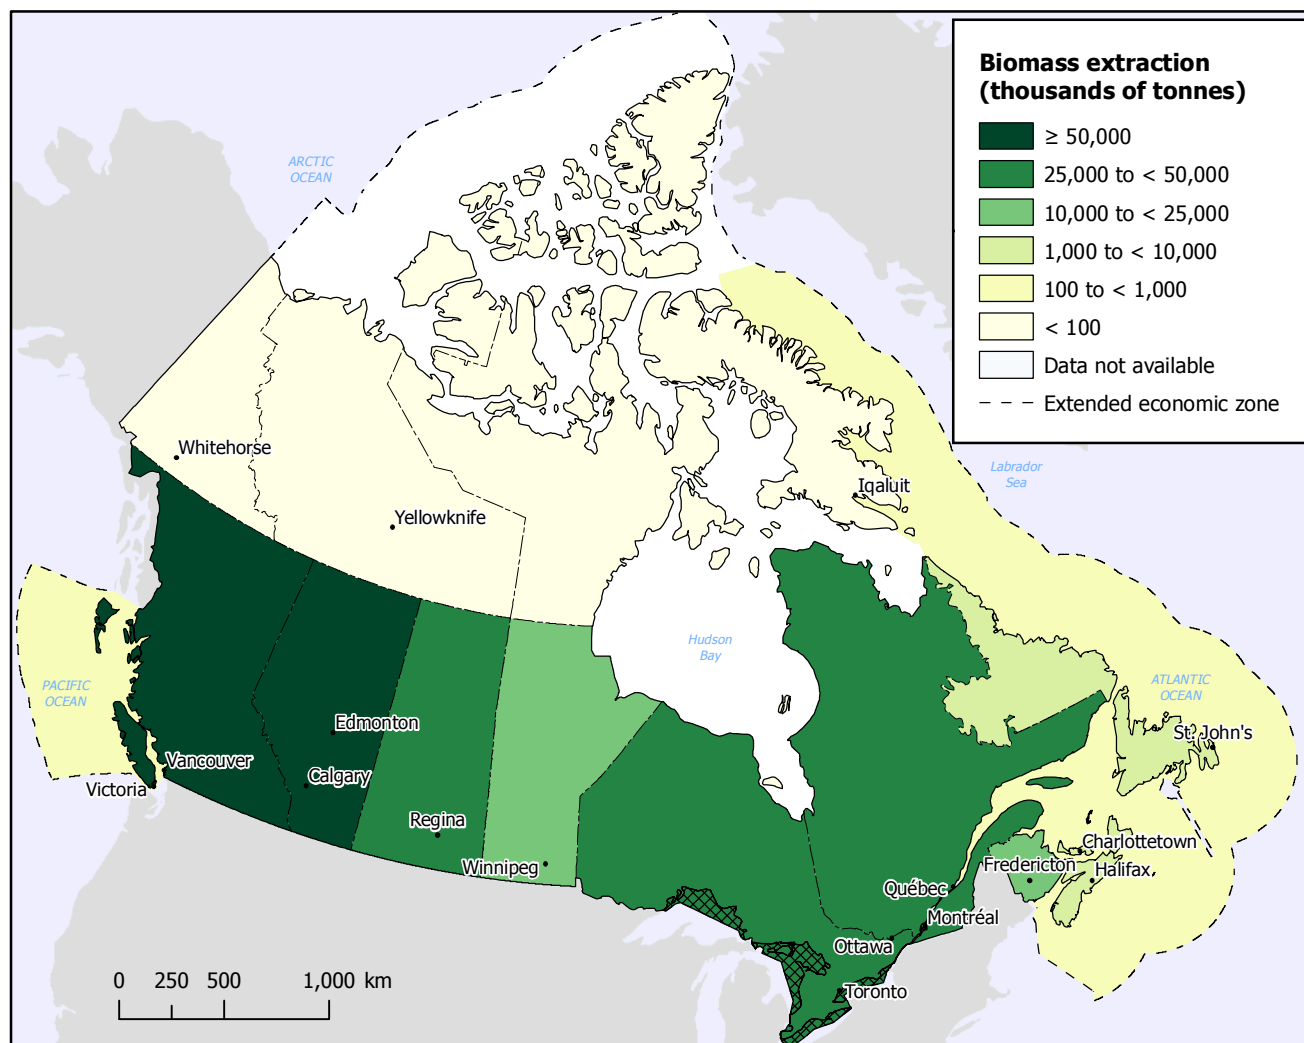 Biomass extraction
(thousands of tonnes)
≥ 50,000
25,000 to < 50,000
10,000 to < 25,000
1,000 to < 10,000
100 to < 1,000
< 100
Data not available
Extended economic zone
ARCTIC
OCEAN
Whitehorse
Yellowknife
Iqaluit
Labrador
Sea
Hudson
Bay
PACIFIC
OCEAN
ATLANTIC
OCEAN
Edmonton
St. John's
Vancouver
Calgary
Victoria
Regina
Winnipeg
Charlottetown
Fredericton
Halifax
Québec
Montréal
Ottawa
Toronto
0 250 500 1,000 km